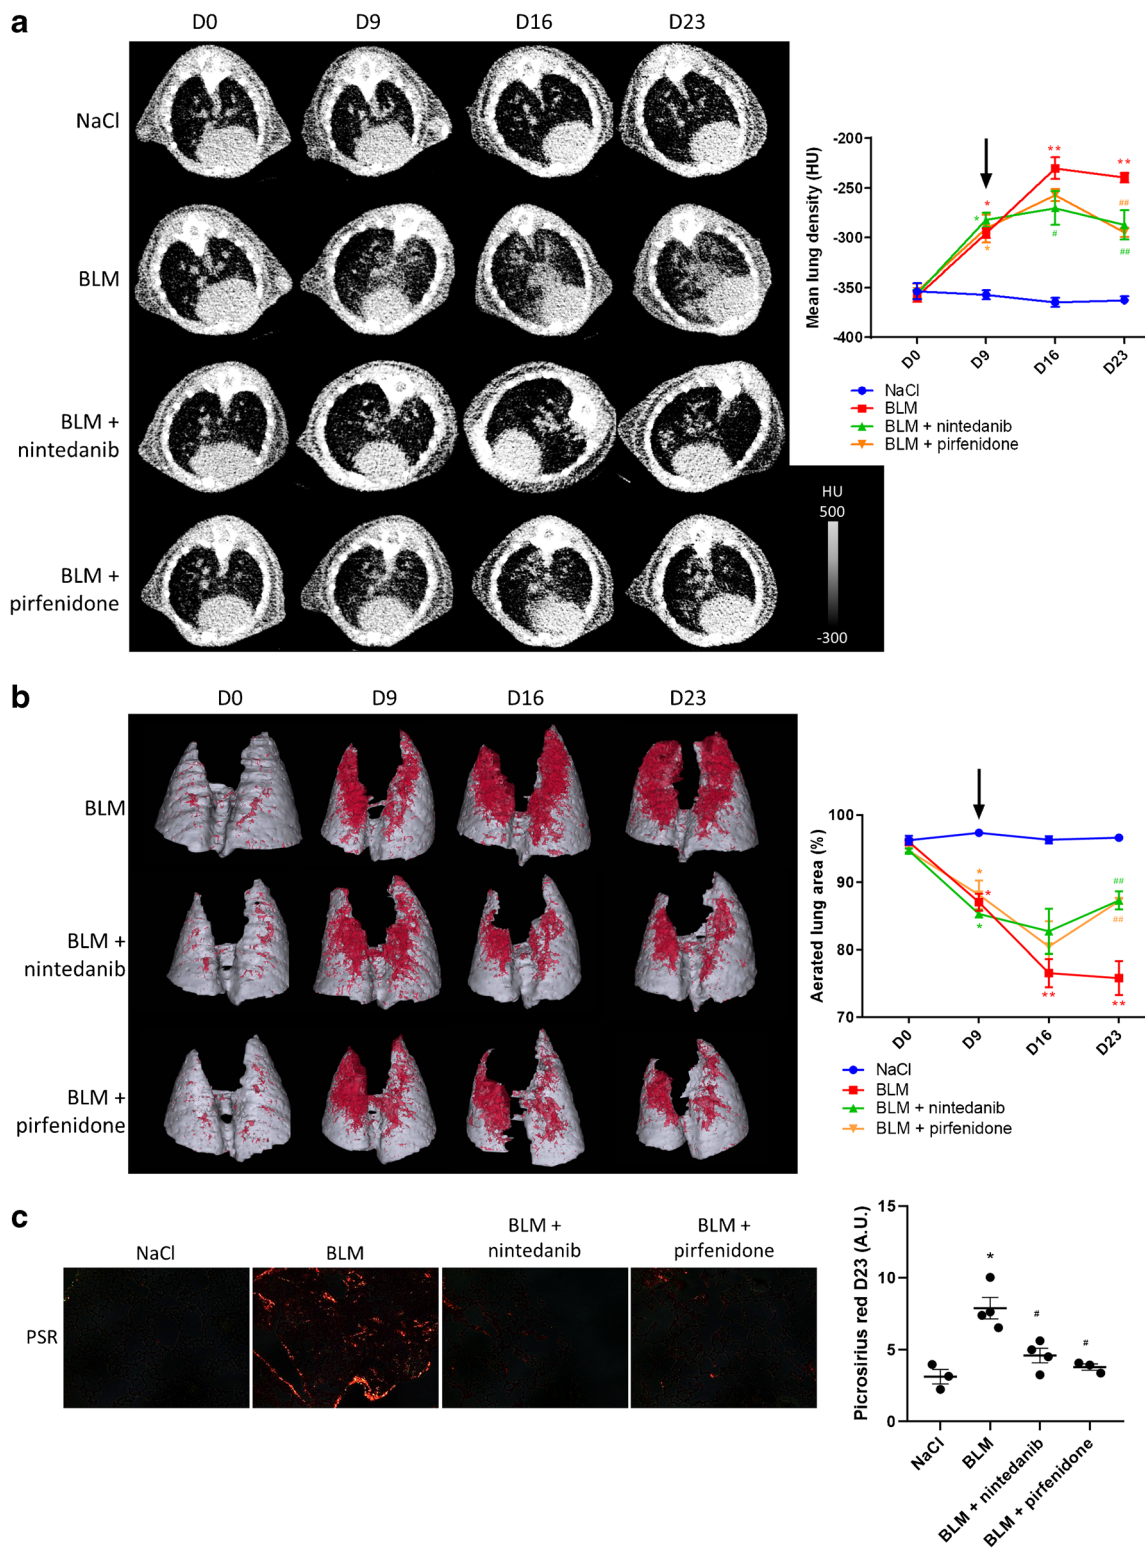 a
D0 D9 D16 D23
NaCl
BLM
BLM +
nintedanib
BLM +
pirfenidone
HU
500
-300
Mean lung density (HU)
-200
-250
-300
-350
-400
**
**
*
*
*
#
##
##
D0 D9 D16 D23
NaCl
BLM
BLM + nintedanib
BLM + pirfenidone
b
D0 D9 D16 D23
BLM
BLM +
nintedanib
BLM +
pirfenidone
Aerated lung area (%)
100
90
80
70
*
*
*
**
**
##
##
D0 D9 D16 D23
NaCl
BLM
BLM + nintedanib
BLM + pirfenidone
c
NaCl
BLM
BLM +
nintedanib
BLM +
pirfenidone
PSR
Picrosirius red D23 (A.U.)
15
10
5
0
*
#
#
NaCl
BLM
BLM + nintedanib
BLM + pirfenidone